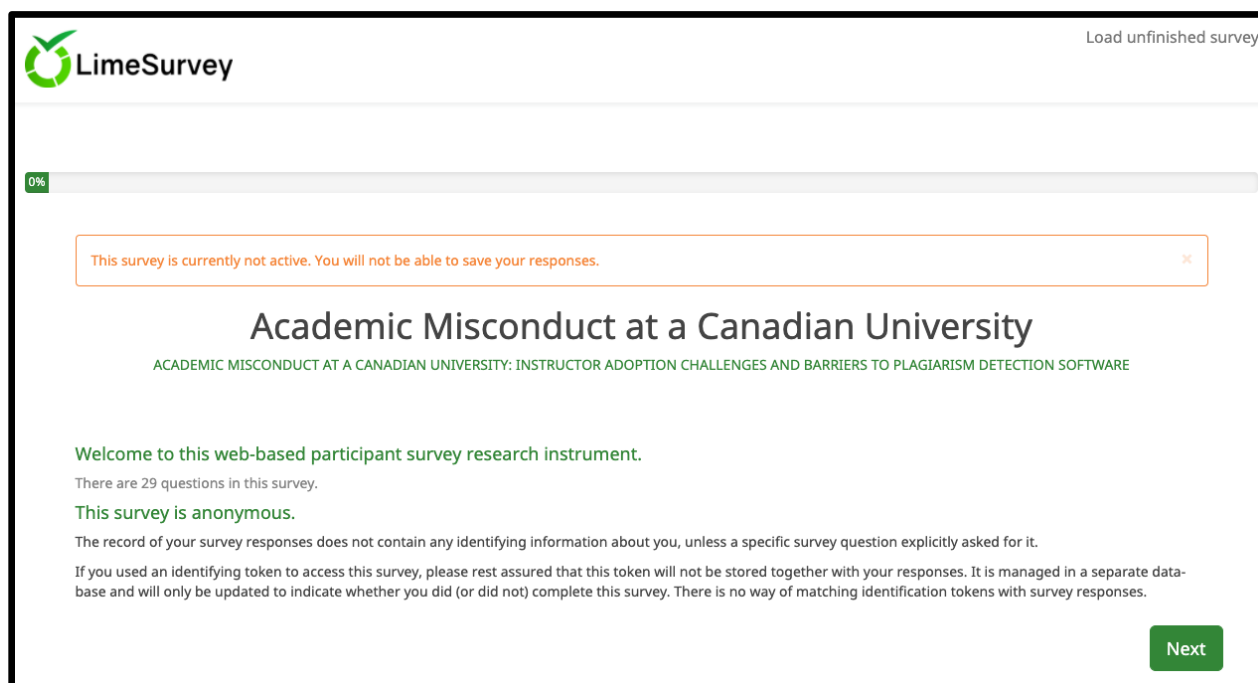 LimeSurvey
Load unfinished survey
0%
This survey is currently not active. You will not be able to save your responses.
×
Academic Misconduct at a Canadian University
ACADEMIC MISCONDUCT AT A CANADIAN UNIVERSITY: INSTRUCTOR ADOPTION CHALLENGES AND BARRIERS TO PLAGIARISM DETECTION SOFTWARE
Welcome to this web-based participant survey research instrument.
There are 29 questions in this survey.
This survey is anonymous.
The record of your survey responses does not contain any identifying information about you, unless a specific survey question explicitly asked for it.
If you used an identifying token to access this survey, please rest assured that this token will not be stored together with your responses. It is managed in a separate data-
base and will only be updated to indicate whether you did (or did not) complete this survey. There is no way of matching identification tokens with survey responses.
Next